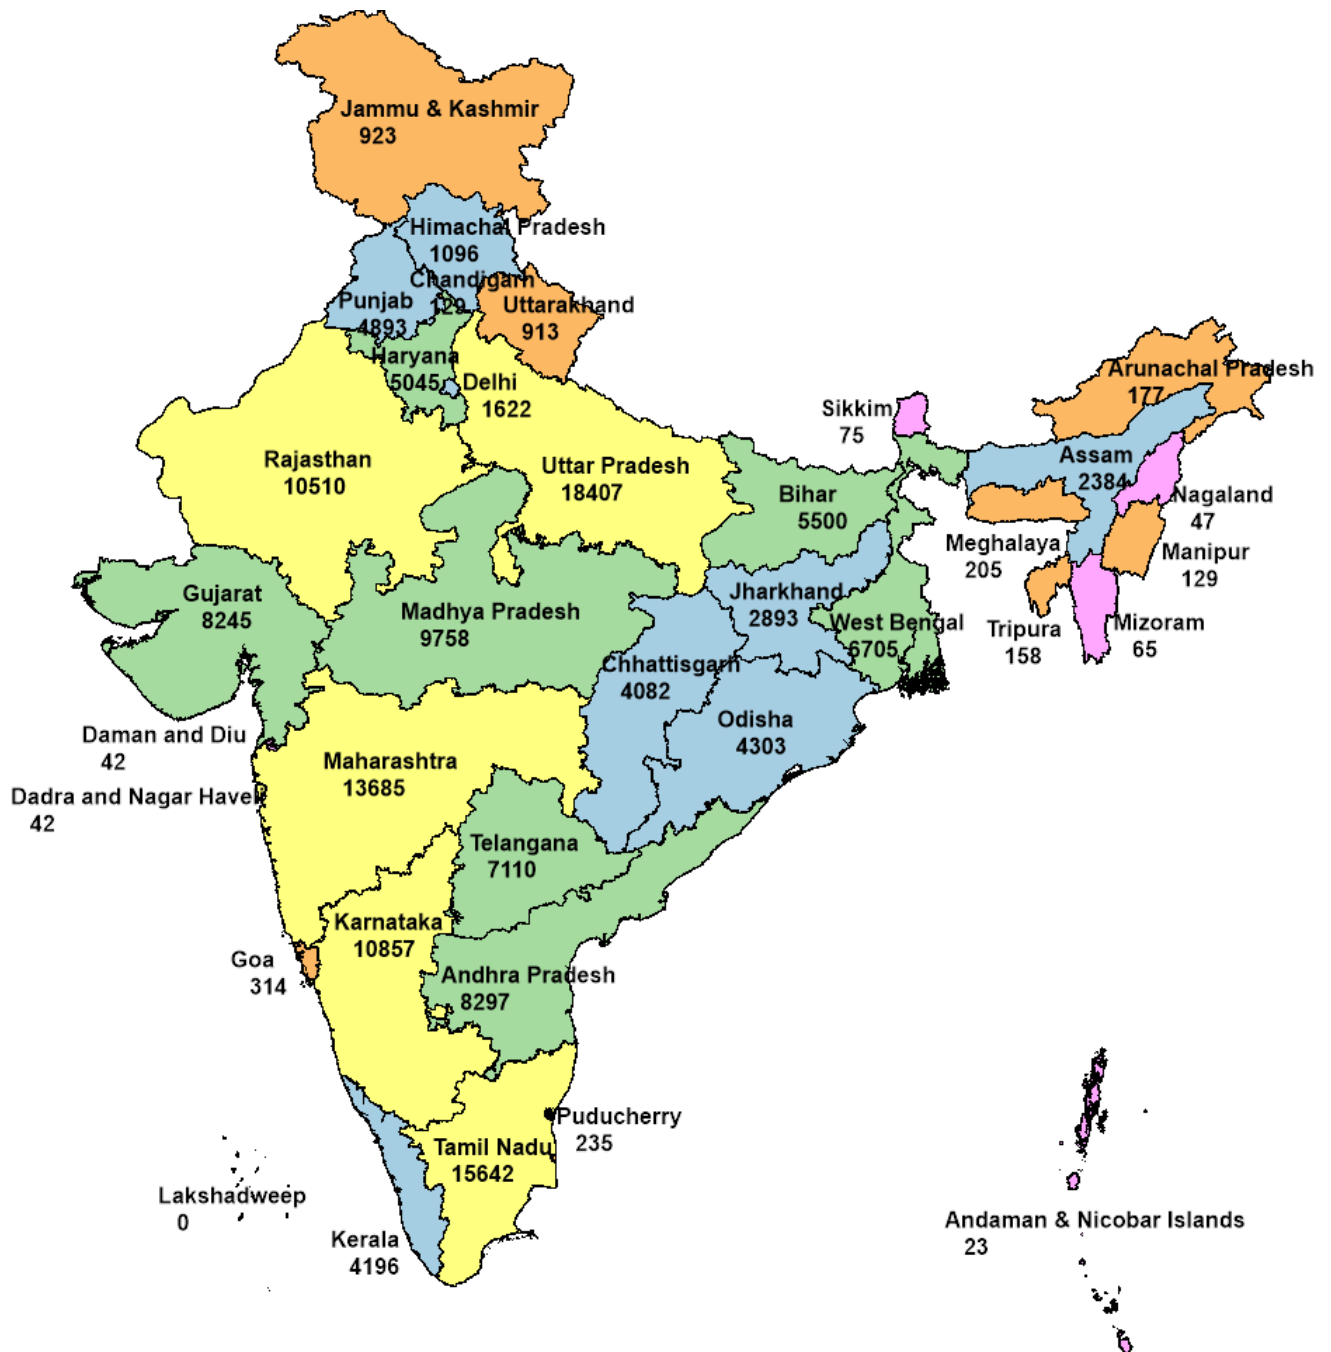 Jammu & Kashmir
923
Himachal Pradesh
1096
Chandigarh
129
Punjab
4893
Uttarakhand
913
Haryana
5045
Delhi
1622
Arunachal Pradesh
177
Sikkim
75
Rajasthan
10510
Uttar Pradesh
18407
Assam
2384
Bihar
5500
Nagaland
47
Meghalaya
205
Manipur
129
Gujarat
8245
Madhya Pradesh
9758
Jharkhand
2893
West Bengal
6705
Tripura
158
Mizoram
65
Chhattisgarh
4082
Odisha
4303
Daman and Diu
42
Maharashtra
13685
Dadra and Nagar Haveli
42
Telangana
7110
Karnataka
10857
Goa
314
Andhra Pradesh
8297
Puducherry
235
Tamil Nadu
15642
Lakshadweep
0
Kerala
4196
Andaman & Nicobar Islands
23